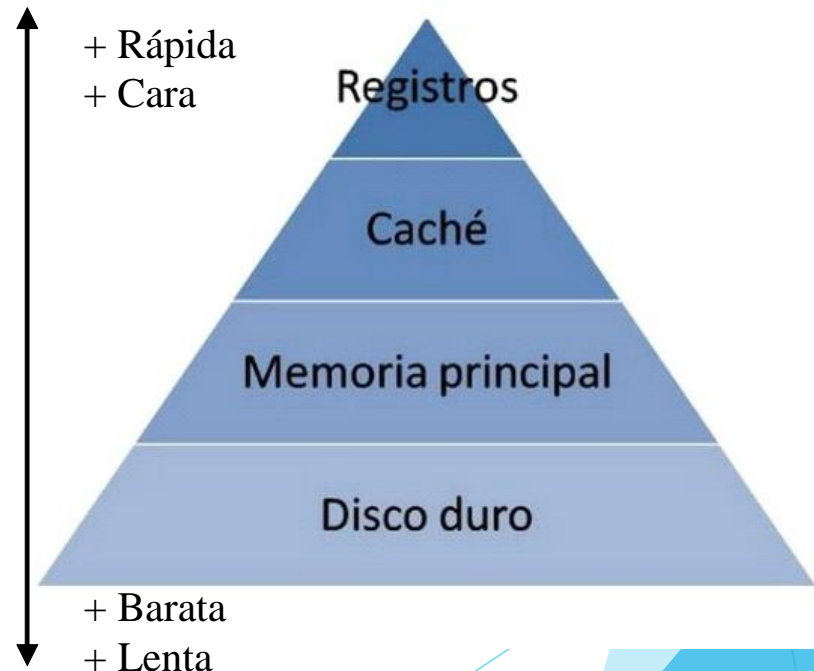 + Rápida
+ Cara
Registros
Caché
Memoria principal
Disco duro
+ Barata
+ Lenta